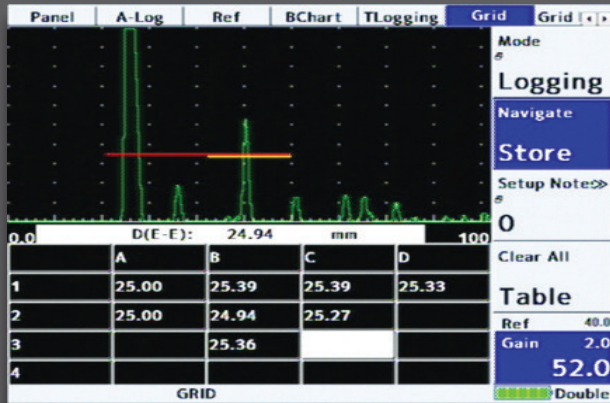 Panel A-Log Ref BChart TLogging Grid Grid
Mode
Logging
Navigate
Store
Setup Notes
0
0.0 D(E-E): 24.94 mm 100
Clear All
Table
A B C D
1 25.00 25.39 25.39 25.33
2 25.00 24.94 25.27
3 25.36
4
Ref 40.0
Gain 2.0
52.0
GRID
Double